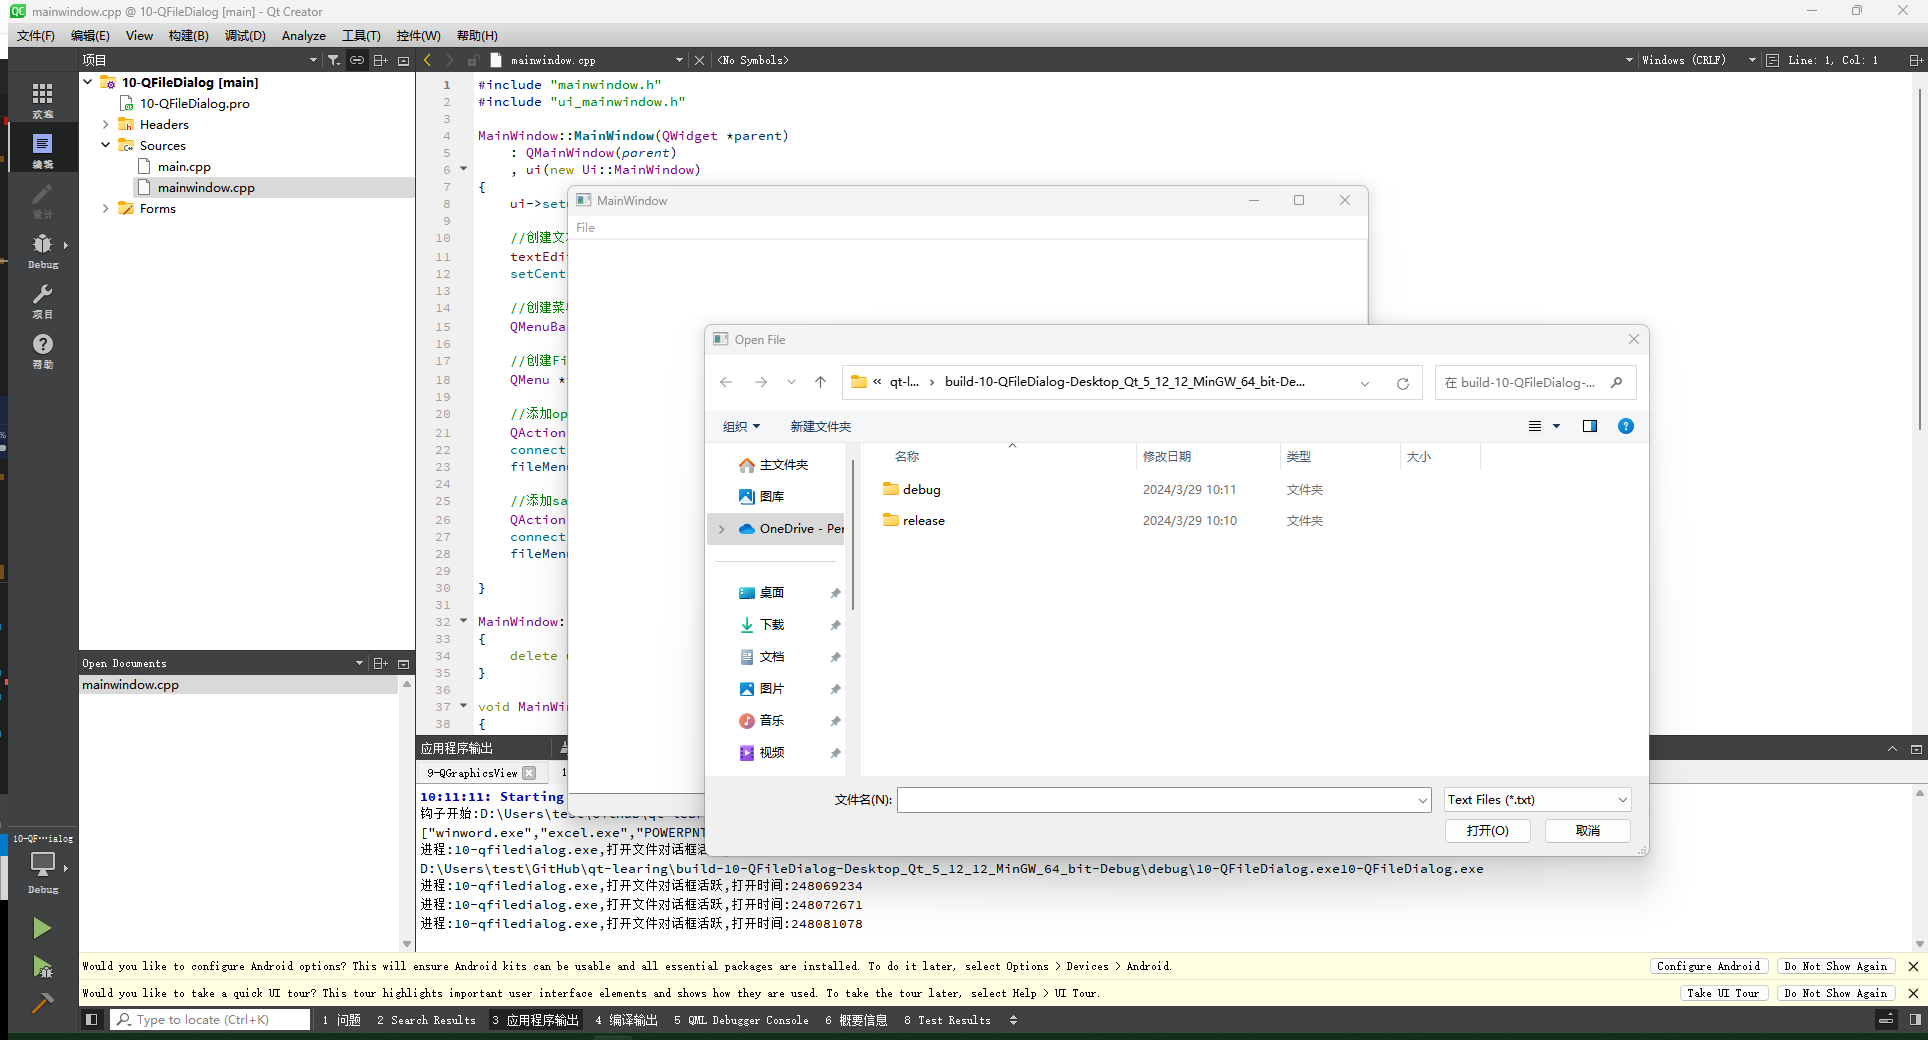 mainwindow.cpp @ 10-QFileDialog [main] - Qt Creator
文件(F) 编辑(E) View 构建(B) 调试(D) Analyze 工具(T) 控件(W) 帮助(H)
项目
mainwindow.cpp
<No Symbols>
Windows (CRLF)
Line: 1, Col: 1
欢迎
编辑
设计
Debug
项目
帮助
10-QFileDialog [main]
10-QFileDialog.pro
Headers
Sources
main.cpp
mainwindow.cpp
Forms
1 #include "mainwindow.h"
2 #include "ui_mainwindow.h"
3
4 MainWindow::MainWindow(QWidget *parent)
5 : QMainWindow(parent)
6 , ui(new Ui::MainWindow)
7 {
8 ui->set
9
10 //创建文
11 textEdi
12 setCent
13
14 //创建菜
15 QMenuBa
16
17 //创建Fi
18 QMenu *
19
20 //添加op
21 QAction
22 connect
23 fileMenu
24
25 //添加sa
26 QAction
27 connect
28 fileMenu
29
30 }
31
32 MainWindow:
33 {
34 delete
35 }
36
37 void MainWin
38 {
MainWindow
File
Open File
« qt-l... › build-10-QFileDialog-Desktop_Qt_5_12_12_MinGW_64_bit-De...
在 build-10-QFileDialog-...
组织 新建文件夹
主文件夹
图库
OneDrive - Per
桌面
下载
文档
图片
音乐
视频
名称 修改日期 类型 大小
debug 2024/3/29 10:11 文件夹
release 2024/3/29 10:10 文件夹
文件名(N):
Text Files (*.txt)
打开(O) 取消
Open Documents
mainwindow.cpp
应用程序输出
9-QGraphicsView
1
10:11:11: Starting
钩子开始:D:\Users\test\GitHub\qt-lear
["winword.exe","excel.exe","POWERPNT
进程:10-qfiledialog.exe,打开文件对话框活跃
D:\Users\test\GitHub\qt-learing\build-10-QFileDialog-Desktop_Qt_5_12_12_MinGW_64_bit-Debug\debug\10-QFileDialog.exe10-QFileDialog.exe
进程:10-qfiledialog.exe,打开文件对话框活跃,打开时间:248069234
进程:10-qfiledialog.exe,打开文件对话框活跃,打开时间:248072671
进程:10-qfiledialog.exe,打开文件对话框活跃,打开时间:248081078
10-QF···ialog
Debug
Would you like to configure Android options? This will ensure Android kits can be usable and all essential packages are installed. To do it later, select Options > Devices > Android.
Configure Android
Do Not Show Again
Would you like to take a quick UI tour? This tour highlights important user interface elements and shows how they are used. To take the tour later, select Help > UI Tour.
Take UI Tour
Do Not Show Again
Type to locate (Ctrl+K)
1 问题 2 Search Results 3 应用程序输出 4 编译输出 5 QML Debugger Console 6 概要信息 8 Test Results